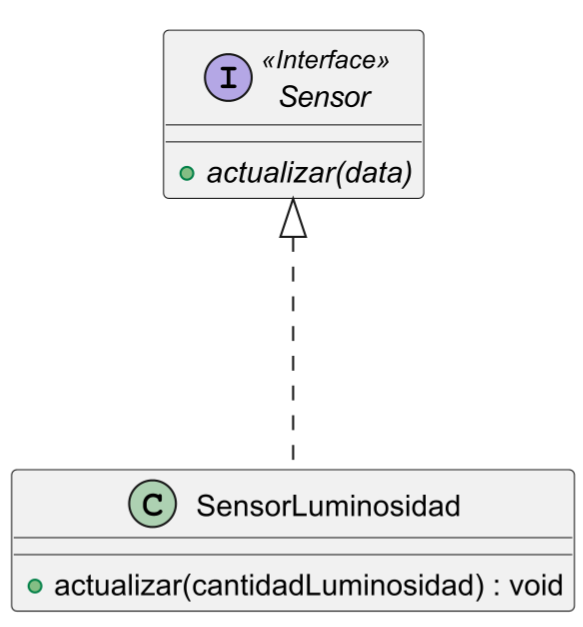 I
«Interface»
Sensor
actualizar(data)
C
SensorLuminosidad
actualizar(cantidadLuminosidad) : void